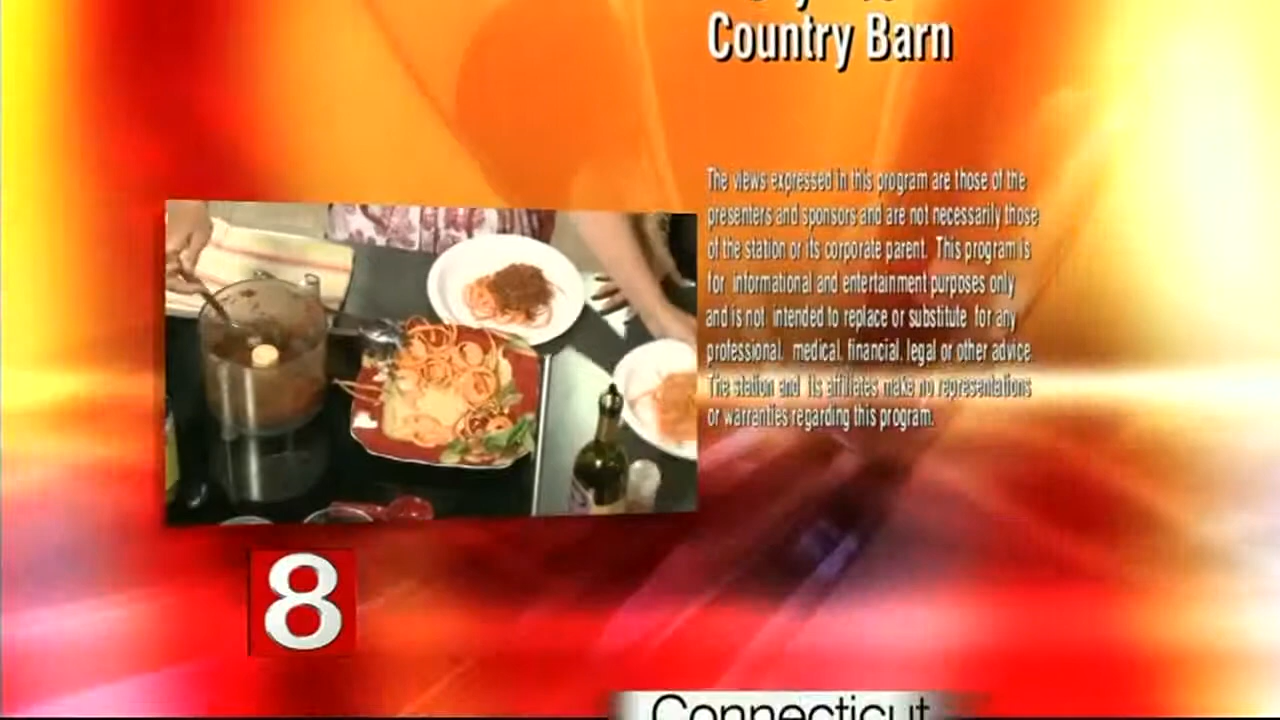 Country Barn
The views expressed in this program are those of the
presenters and sponsors and are not necessarily those
of the station or its corporate parent. This program is
for informational and entertainment purposes only
and is not intended to replace or substitute for any
professional, medical, financial, legal or other advice.
The station and its affiliates make no representations
or warranties regarding this program.
8
Connecticut